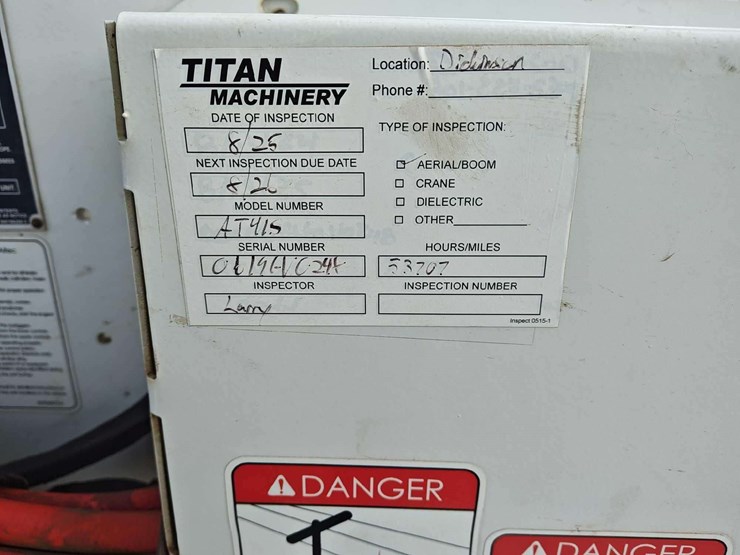 TITAN
MACHINERY
Location: Dickinson
Phone #:
DATE OF INSPECTION
8/25
TYPE OF INSPECTION:
NEXT INSPECTION DUE DATE
8/26
AERIAL/BOOM
CRANE
DIELECTRIC
OTHER
MODEL NUMBER
AT41S
SERIAL NUMBER
HOURS/MILES
53707
INSPECTOR
INSPECTION NUMBER
Larry
Inspect 0515-1
DANGER
DANGER
UNIT